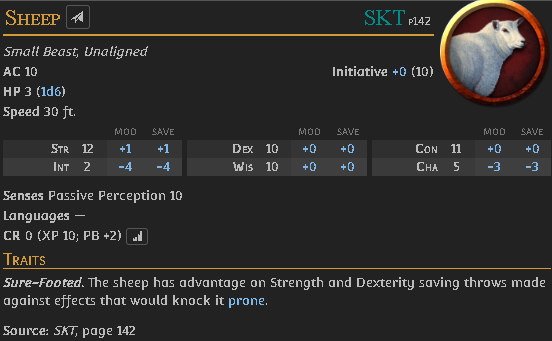 Sheep SKT p142
Small Beast, Unaligned
AC 10 Initiative +0 (10)
HP 3 (1d6)
Speed 30 ft.
MOD SAVE MOD SAVE MOD SAVE
Str 12 +1 +1 Dex 10 +0 +0 Con 11 +0 +0
Int 2 −4 −4 Wis 10 +0 +0 Cha 5 −3 −3
Senses Passive Perception 10
Languages —
CR 0 (XP 10; PB +2)
Traits
Sure-Footed. The sheep has advantage on Strength and Dexterity saving throws made
against effects that would knock it prone.
Source: SKT, page 142